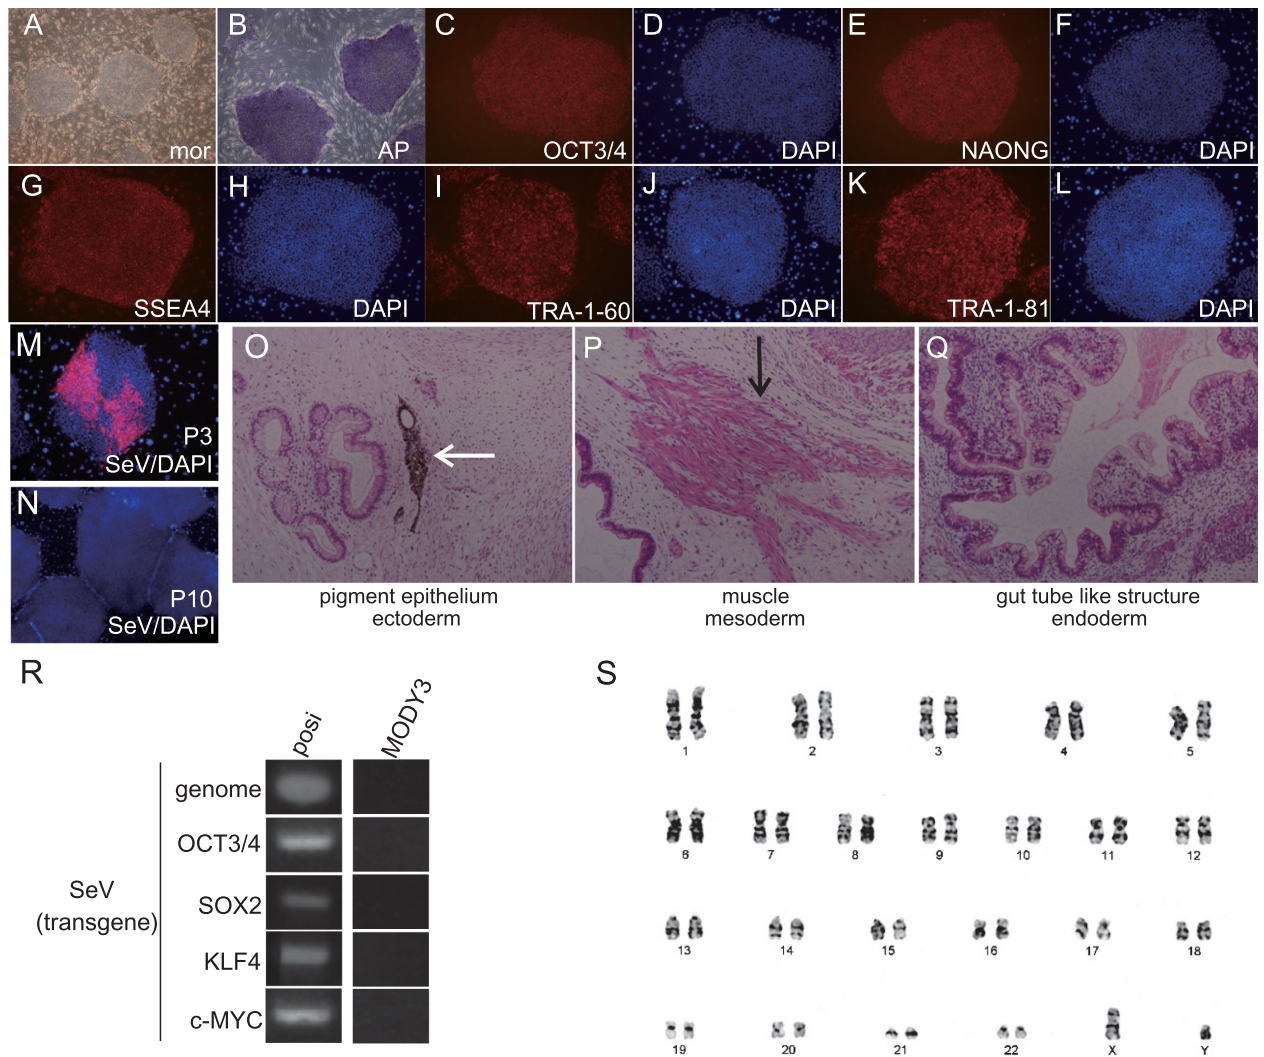 A
mor
B
AP
C
OCT3/4
D
DAPI
E
NAONG
F
DAPI
G
SSEA4
H
DAPI
I
TRA-1-60
J
DAPI
K
TRA-1-81
L
DAPI
M
P3
SeV/DAPI
N
P10
SeV/DAPI
O
pigment epithelium
ectoderm
P
muscle
mesoderm
Q
gut tube like structure
endoderm
R
posi
MODY3
SeV
(transgene)
genome
OCT3/4
SOX2
KLF4
c-MYC
S
1 2 3 4 5
6 7 8 9 10 11 12
13 14 15 16 17 18
19 20 21 22 X Y